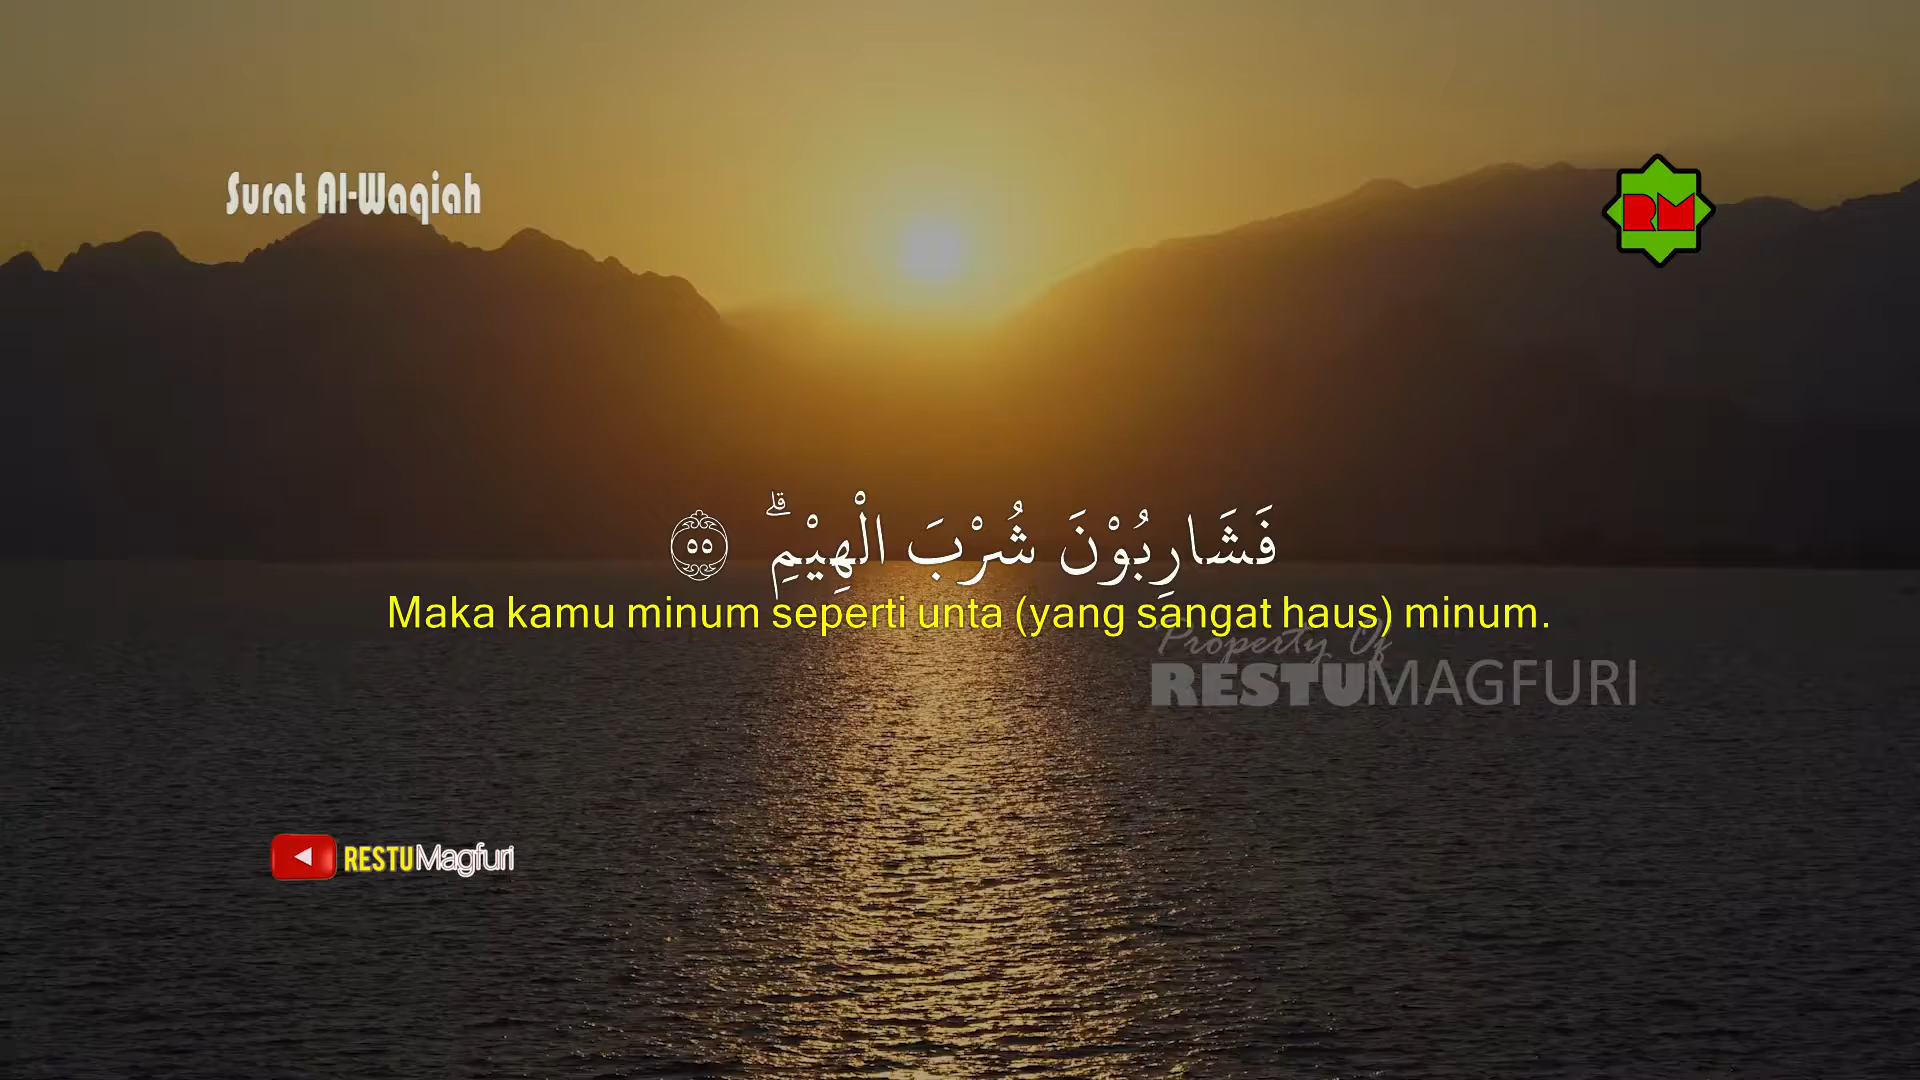 Surat Al-Waqiah
RM
فَشَارِبُوْنَ شُرْبَ الْهِيْمِۗ ٥٥
Maka kamu minum seperti unta (yang sangat haus) minum.
Property Of
RESTUMAGFURI
RESTUMagfuri